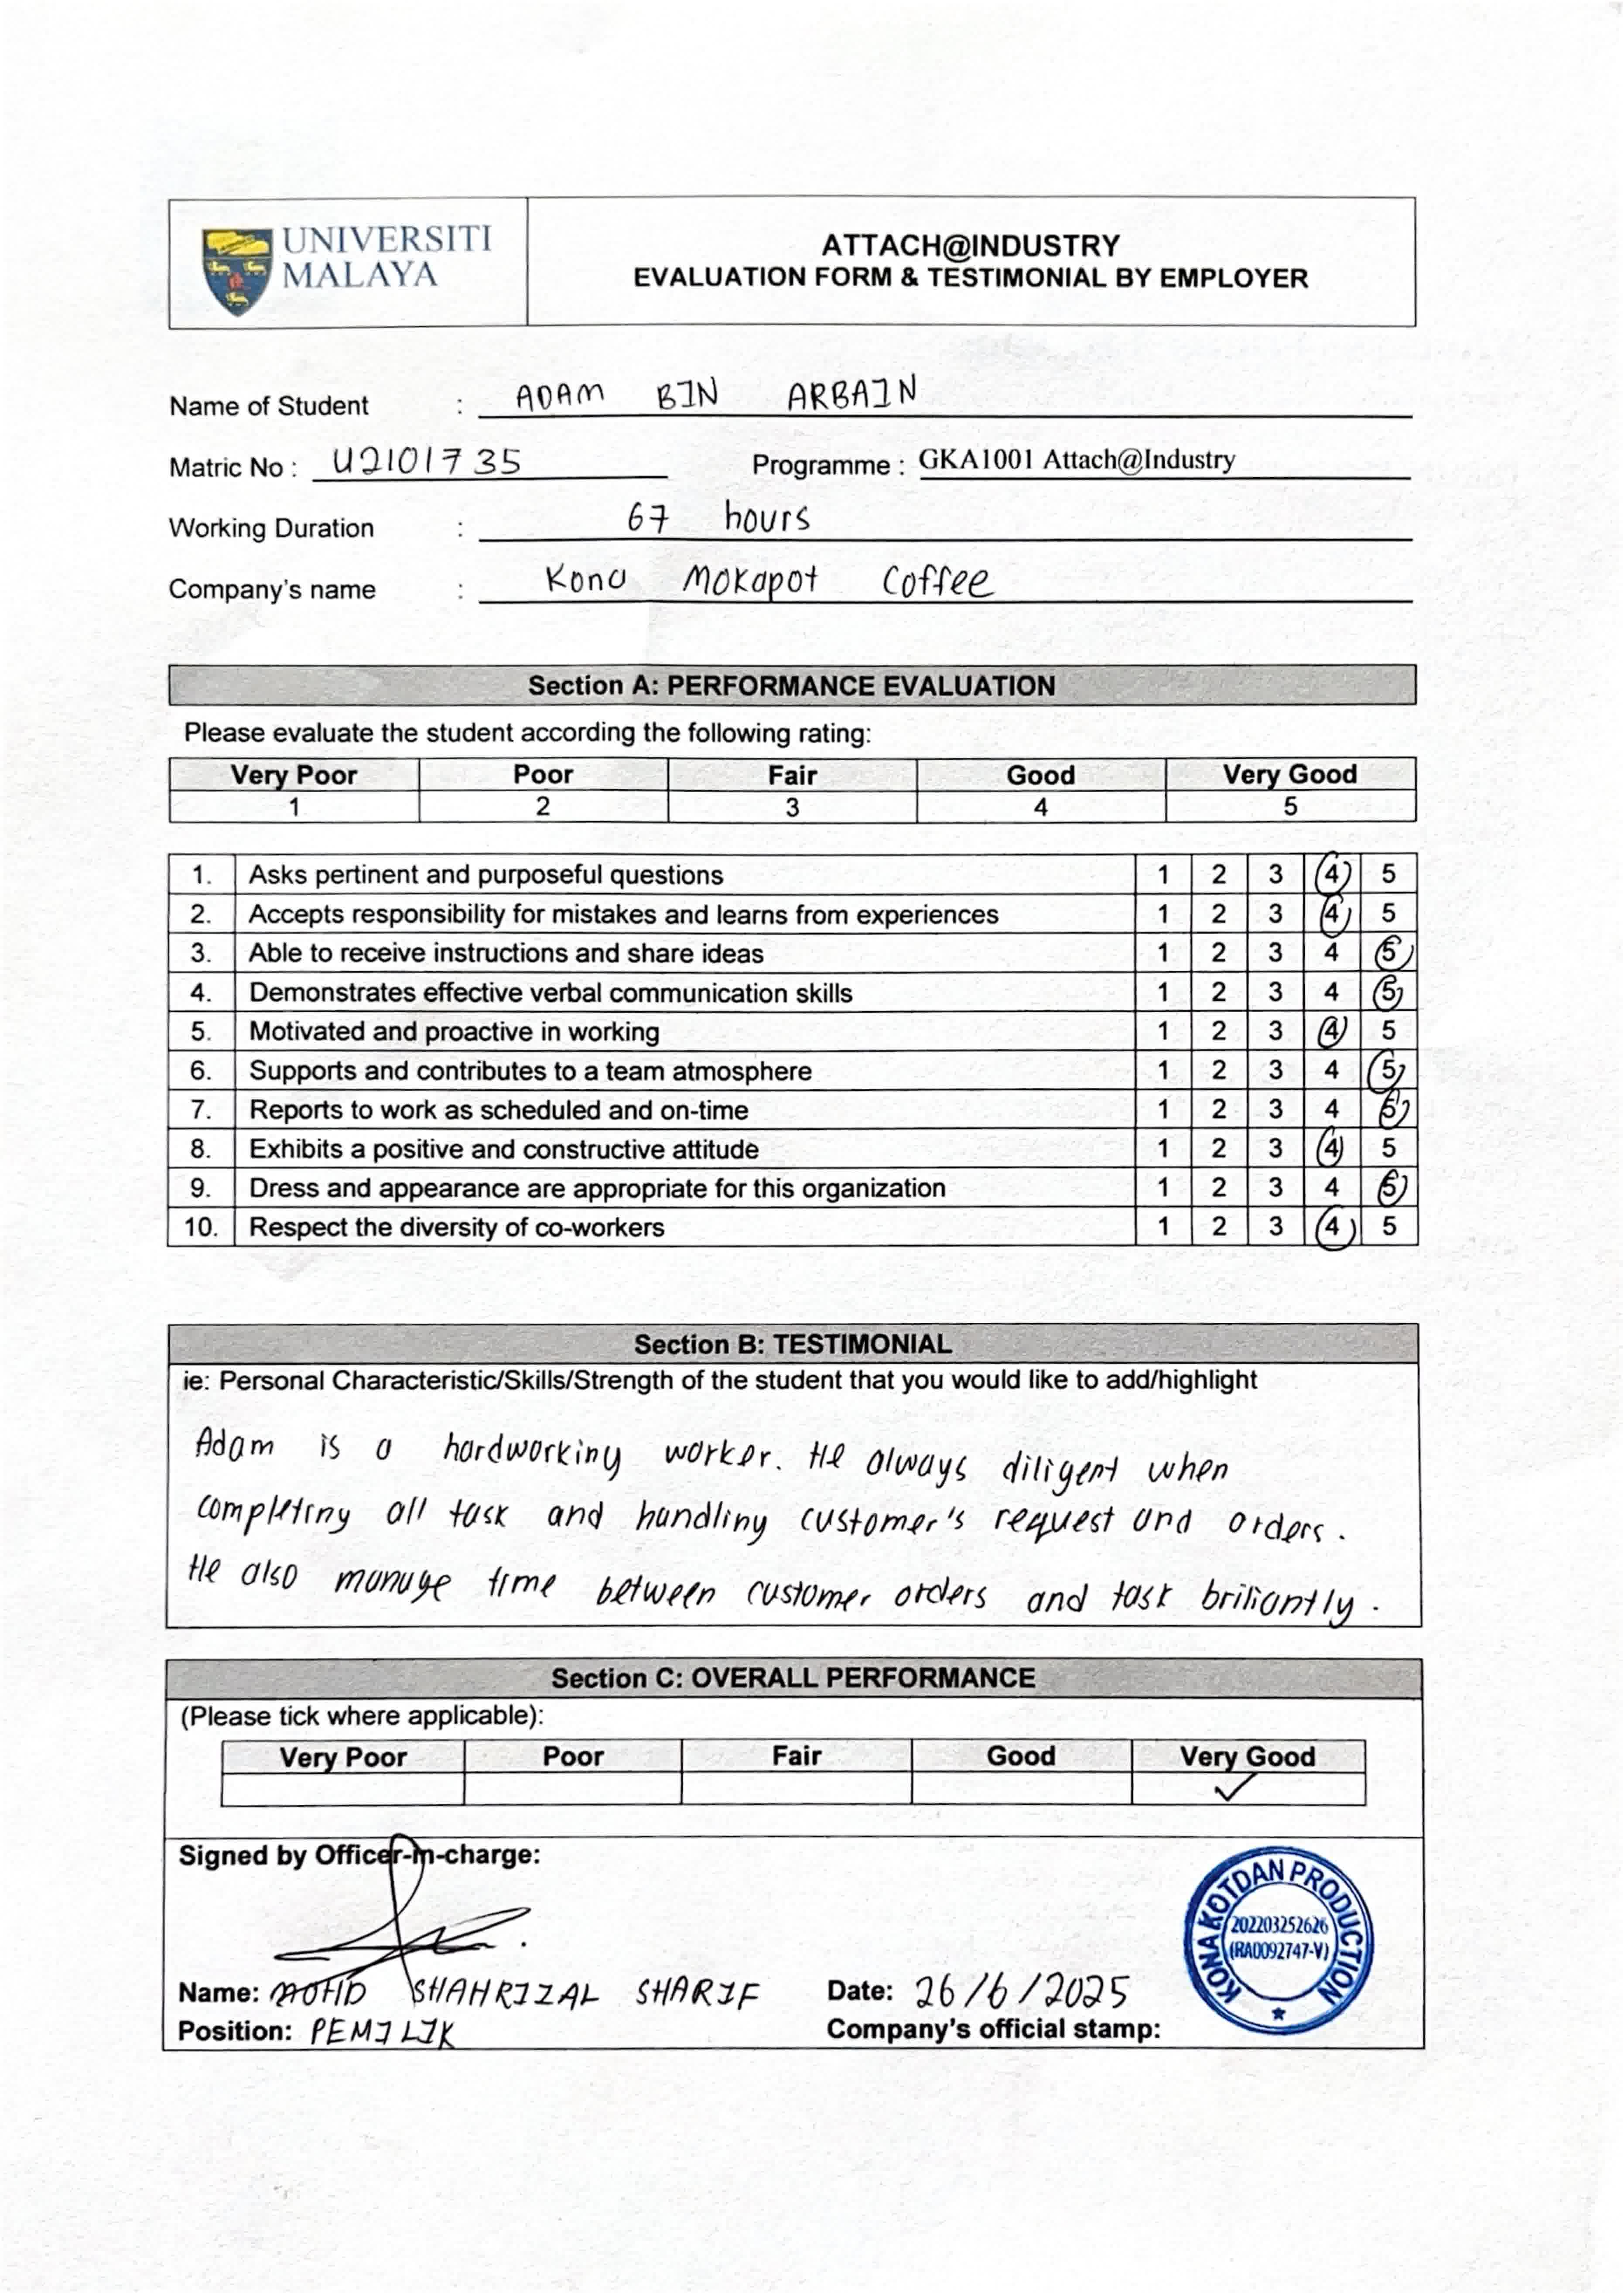 UNIVERSITI
MALAYA
ATTACH@INDUSTRY
EVALUATION FORM & TESTIMONIAL BY EMPLOYER
Name of Student : ADAM BIN ARBAIN
Matric No : U2101735 Programme : GKA1001 Attach@Industry
Working Duration : 67 hours
Company's name : Kona Mokapot Coffee
Section A: PERFORMANCE EVALUATION
Please evaluate the student according the following rating:
Very Poor Poor Fair Good Very Good
1 2 3 4 5
1. Asks pertinent and purposeful questions 1 2 3 4 5
2. Accepts responsibility for mistakes and learns from experiences 1 2 3 4 5
3. Able to receive instructions and share ideas 1 2 3 4 5
4. Demonstrates effective verbal communication skills 1 2 3 4 5
5. Motivated and proactive in working 1 2 3 4 5
6. Supports and contributes to a team atmosphere 1 2 3 4 5
7. Reports to work as scheduled and on-time 1 2 3 4 5
8. Exhibits a positive and constructive attitude 1 2 3 4 5
9. Dress and appearance are appropriate for this organization 1 2 3 4 5
10. Respect the diversity of co-workers 1 2 3 4 5
Section B: TESTIMONIAL
ie: Personal Characteristic/Skills/Strength of the student that you would like to add/highlight
Adam is a hardworking worker. He always diligent when
completing all task and handling customer's request and orders.
He also manage time between customer orders and task briliantly.
Section C: OVERALL PERFORMANCE
(Please tick where applicable):
Very Poor Poor Fair Good Very Good
Signed by Officer-in-charge:
KONA KOTDAN PRODUCTION
202203252626
(RA0092747-V)
Name: MOHD SHAHRIZAL SHARIF Date: 26/6/2025
Position: PEMILIK Company's official stamp: